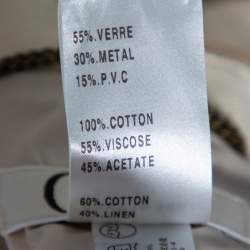 55%.VERRE
30%.METAL
15%.P.V.C
100%.COTTON
55%.VISCOSE
45%.ACETATE
60%.COTTON
40%.LINEN